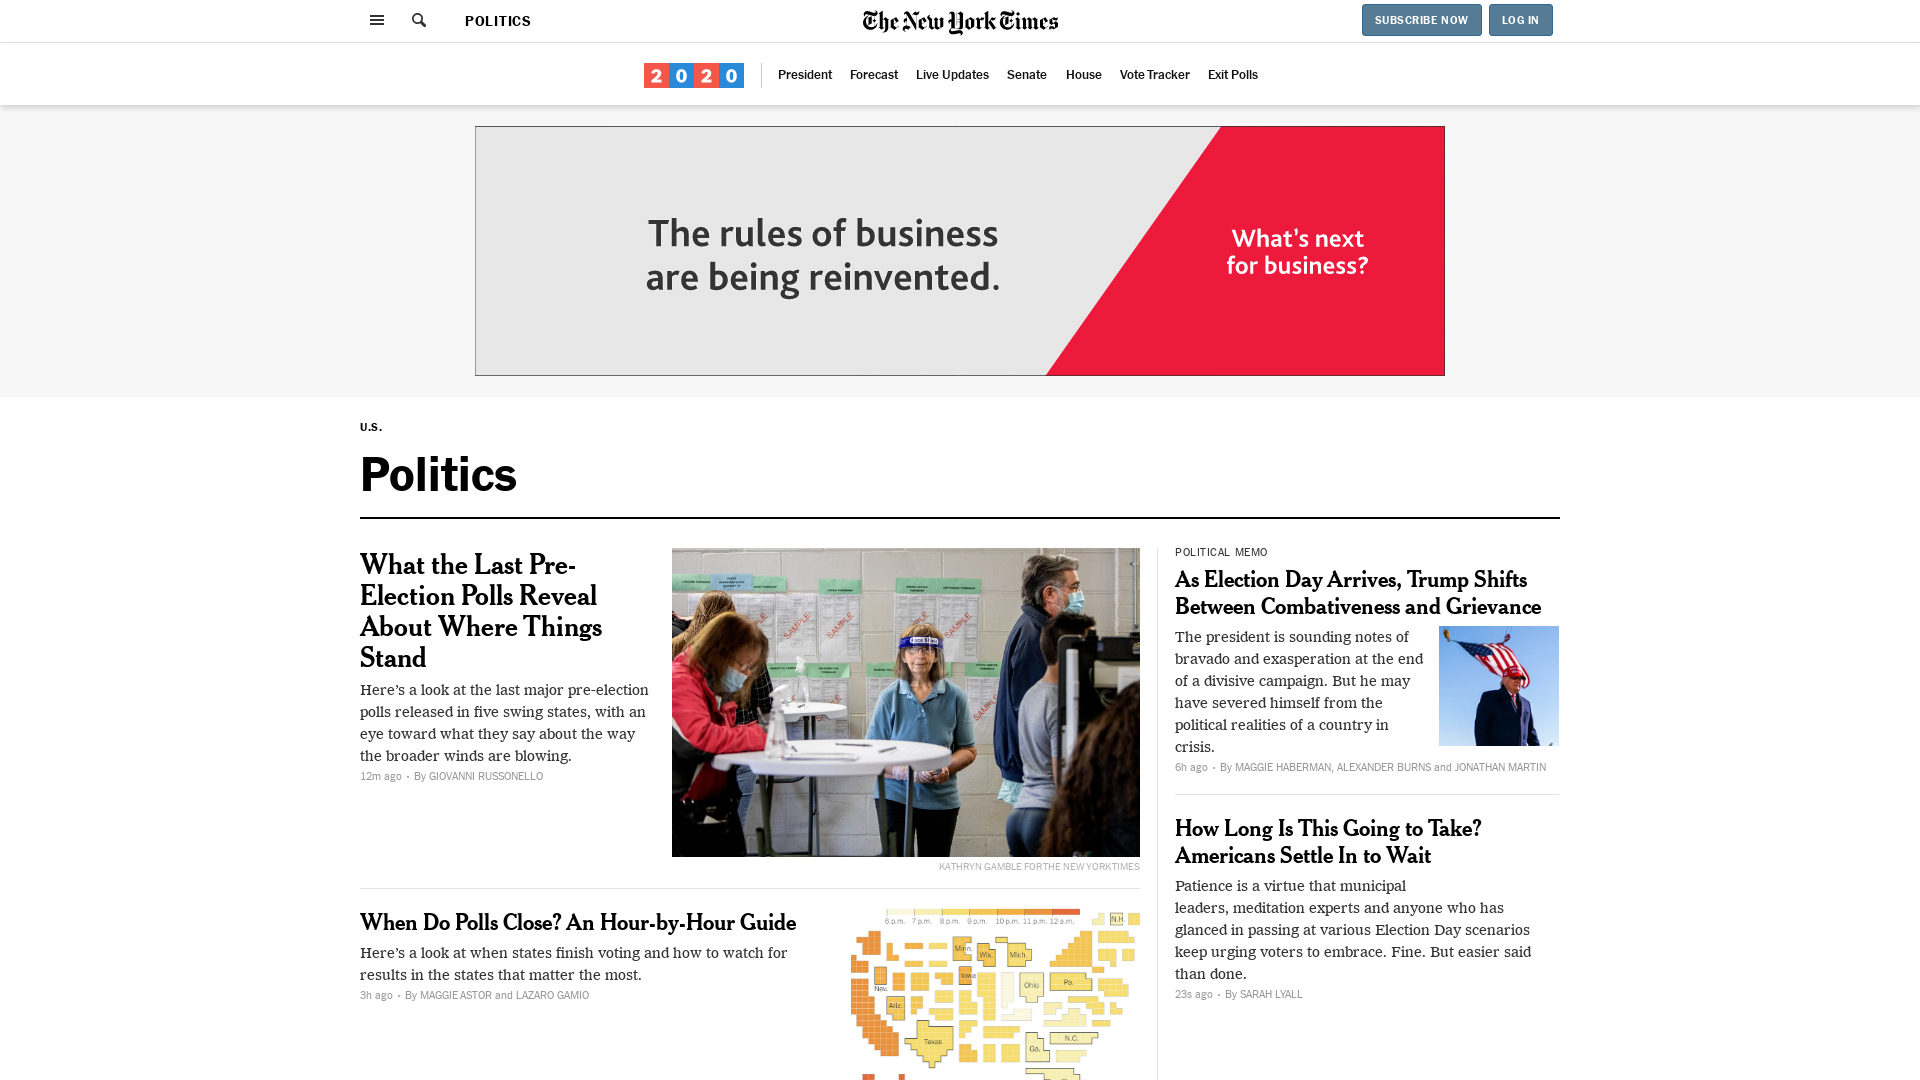 POLITICS
The New York Times
SUBSCRIBE NOW
LOG IN
2020
President
Forecast
Live Updates
Senate
House
Vote Tracker
Exit Polls
The rules of business
are being reinvented.
What's next
for business?
U.S.
Politics
What the Last Pre-
Election Polls Reveal
About Where Things
Stand
Here's a look at the last major pre-election
polls released in five swing states, with an
eye toward what they say about the way
the broader winds are blowing.
12m ago • By GIOVANNI RUSSONELLO
SAMPLE
SAMPLE
SAMPLE
SAMPLE
SAMPLE
KATHRYN GAMBLE FOR THE NEW YORK TIMES
When Do Polls Close? An Hour-by-Hour Guide
Here's a look at when states finish voting and how to watch for
results in the states that matter the most.
3h ago • By MAGGIE ASTOR and LAZARO GAMIO
6 p.m. 7 p.m. 8 p.m. 9 p.m. 10 p.m. 11 p.m. 12 a.m.
N.H.
Minn.
Wis.
Mich.
Iowa
Nev.
Ohio
Pa.
Ariz.
Texas
N.C.
Ga.
POLITICAL MEMO
As Election Day Arrives, Trump Shifts
Between Combativeness and Grievance
The president is sounding notes of
bravado and exasperation at the end
of a divisive campaign. But he may
have severed himself from the
political realities of a country in
crisis.
6h ago • By MAGGIE HABERMAN, ALEXANDER BURNS and JONATHAN MARTIN
How Long Is This Going to Take?
Americans Settle In to Wait
Patience is a virtue that municipal
leaders, meditation experts and anyone who has
glanced in passing at various Election Day scenarios
keep urging voters to embrace. Fine. But easier said
than done.
23s ago • By SARAH LYALL